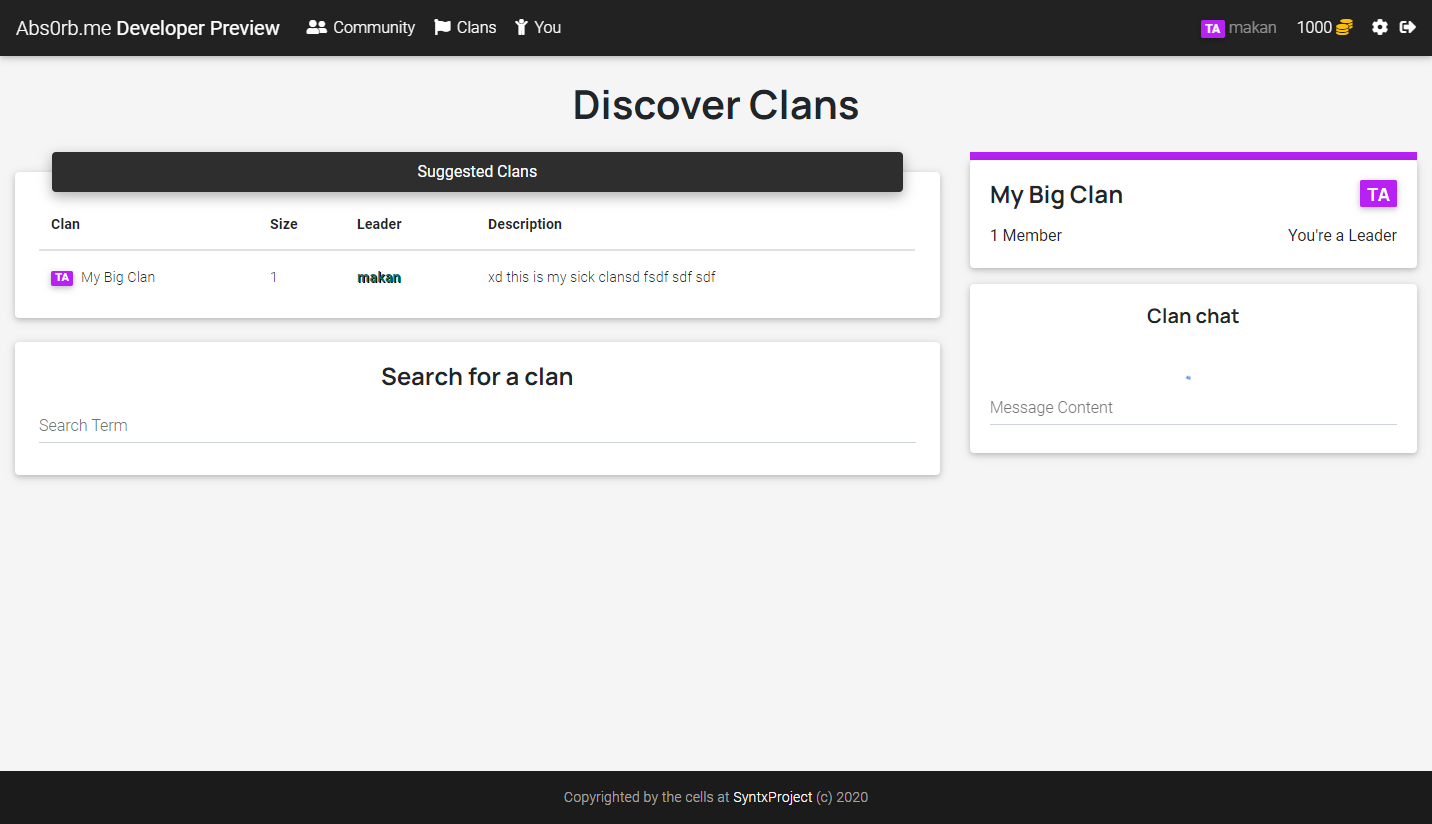 Abs0rb.me Developer Preview Community Clans You TA makan 1000
Discover Clans
Suggested Clans
Clan Size Leader Description
TA My Big Clan 1 makan xd this is my sick clansd fsdf sdf sdf
Search for a clan
Search Term
My Big Clan TA
1 Member You're a Leader
Clan chat
Message Content
Copyrighted by the cells at SyntxProject (c) 2020